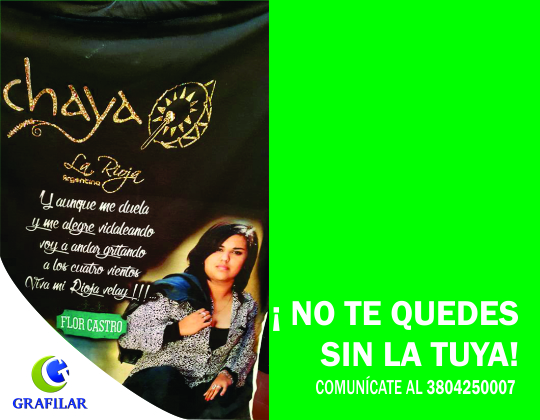 chaya
La Rioja
Argentina
Y aunque me duela
y me alegre vidaleando
voy a andar gritando
a los cuatro vientos
Viva mi Rioja velay !!!...
FLOR CASTRO
GRAFILAR
¡ NO TE QUEDES
SIN LA TUYA!
COMUNÍCATE AL 3804250007